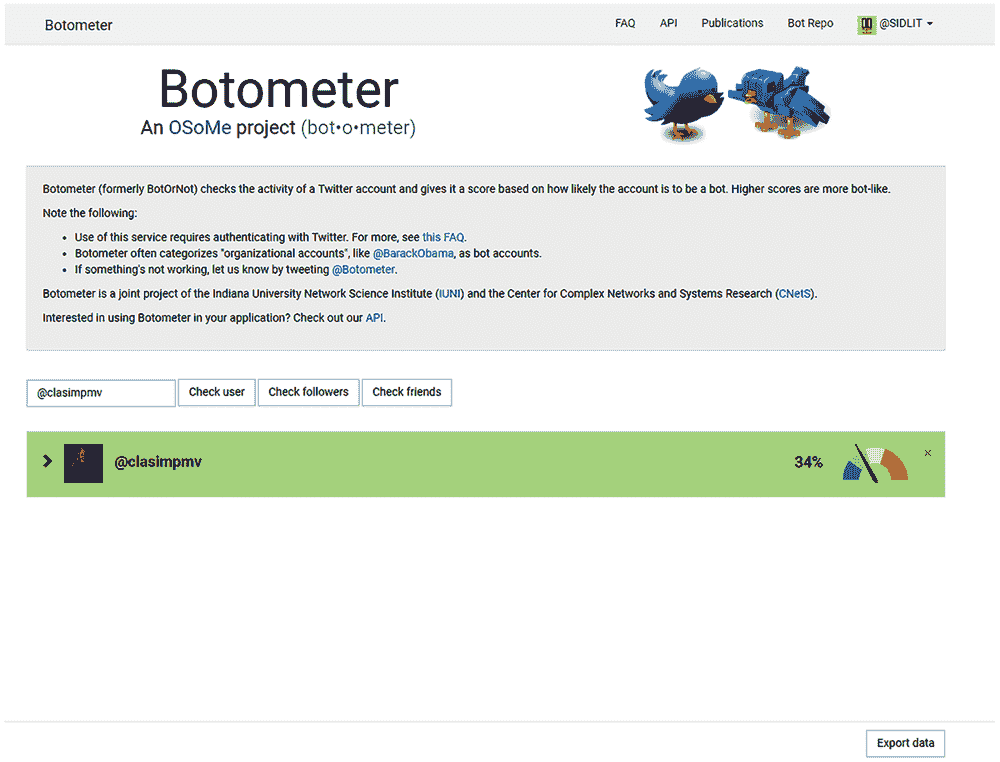 Botometer
FAQ API Publications Bot Repo @SIDLIT
Botometer
An OSoMe project (bot•o•meter)
Botometer (formerly BotOrNot) checks the activity of a Twitter account and gives it a score based on how likely the account is to be a bot. Higher scores are more bot-like.
Note the following:
• Use of this service requires authenticating with Twitter. For more, see this FAQ.
• Botometer often categorizes "organizational accounts", like @BarackObama, as bot accounts.
• If something's not working, let us know by tweeting @Botometer.
Botometer is a joint project of the Indiana University Network Science Institute (IUNI) and the Center for Complex Networks and Systems Research (CNetS).
Interested in using Botometer in your application? Check out our API.
@clasimpmv Check user Check followers Check friends
@clasimpmv 34% ×
Export data